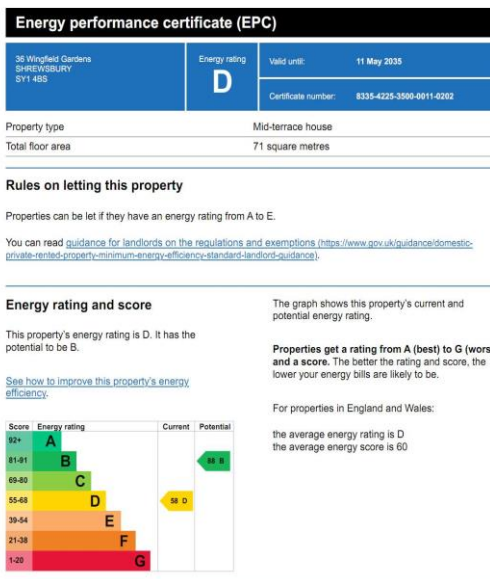 Energy performance certificate (EPC)
36 Wingfield Gardens
SHREWSBURY
SY1 4BS
Energy rating
D
Valid until: 11 May 2035
Certificate number: 8335-4225-3500-0011-0202
Property type Mid-terrace house
Total floor area 71 square metres
Rules on letting this property
Properties can be let if they have an energy rating from A to E.
You can read guidance for landlords on the regulations and exemptions (https://www.gov.uk/guidance/domestic-
private-rented-property-minimum-energy-efficiency-standard-landlord-guidance).
Energy rating and score
This property's energy rating is D. It has the
potential to be B.
See how to improve this property's energy
efficiency.
Score Energy rating Current Potential
92+ A
81-91 B 88 B
69-80 C
55-68 D 58 D
39-54 E
21-38 F
1-20 G
The graph shows this property's current and
potential energy rating.
Properties get a rating from A (best) to G (wors
and a score. The better the rating and score, the
lower your energy bills are likely to be.
For properties in England and Wales:
the average energy rating is D
the average energy score is 60